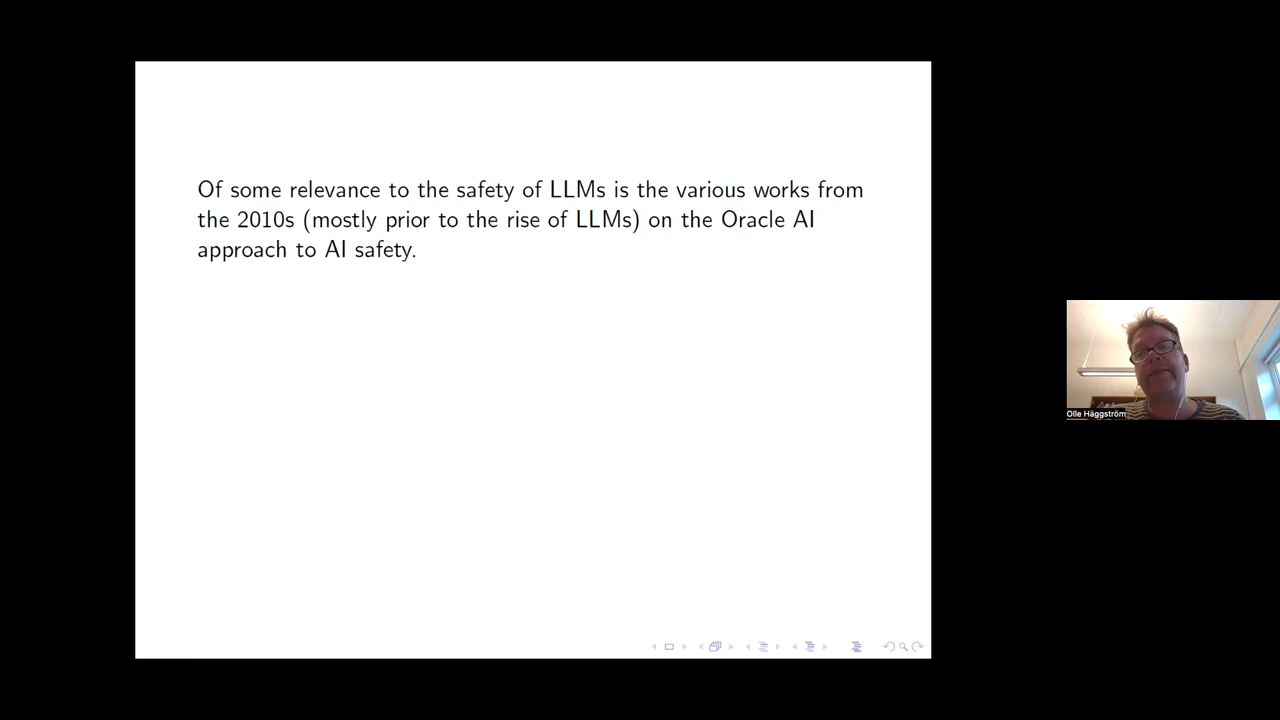 Of some relevance to the safety of LLMs is the various works from
the 2010s (mostly prior to the rise of LLMs) on the Oracle AI
approach to AI safety.
Olle Häggström